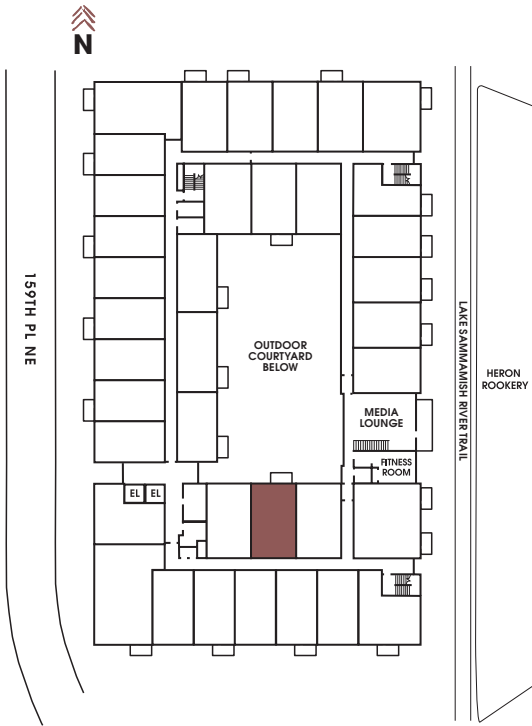 N
159TH PL NE
OUTDOOR
COURTYARD
BELOW
MEDIA
LOUNGE
FITNESS
ROOM
EL
EL
LAKE SAMMAMISH RIVER TRAIL
HERON
ROOKERY